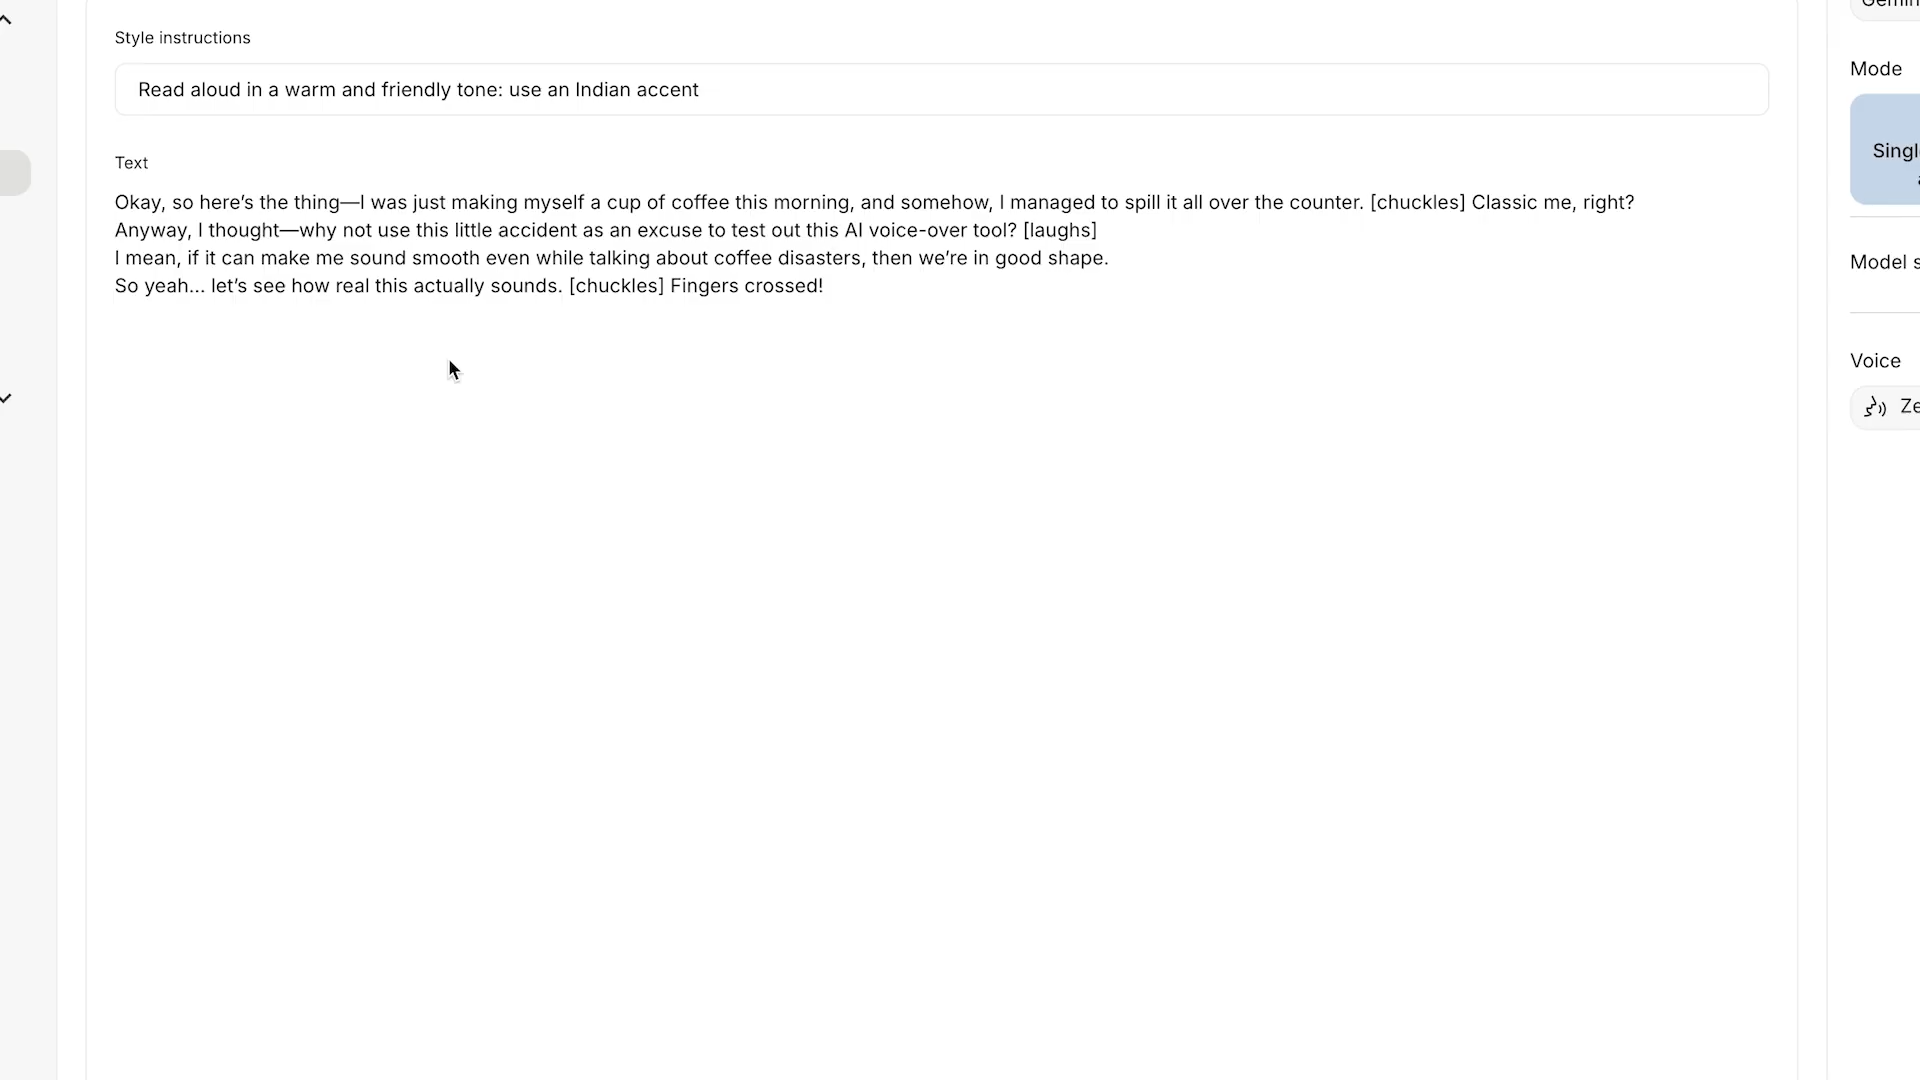 Style instructions
Read aloud in a warm and friendly tone: use an Indian accent
Text
Okay, so here’s the thing—I was just making myself a cup of coffee this morning, and somehow, I managed to spill it all over the counter. [chuckles] Classic me, right?
Anyway, I thought—why not use this little accident as an excuse to test out this AI voice-over tool? [laughs]
I mean, if it can make me sound smooth even while talking about coffee disasters, then we’re in good shape.
So yeah... let’s see how real this actually sounds. [chuckles] Fingers crossed!
Mode
Model
Voice